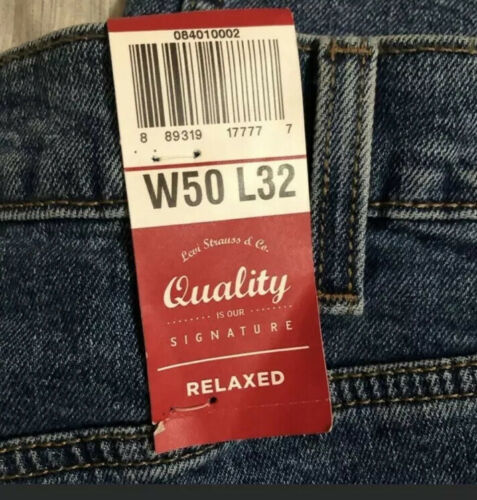 084010002
8 89319 17777 7
W50 L32
Levi Strauss & Co.
Quality
IS OUR
SIGNATURE
RELAXED